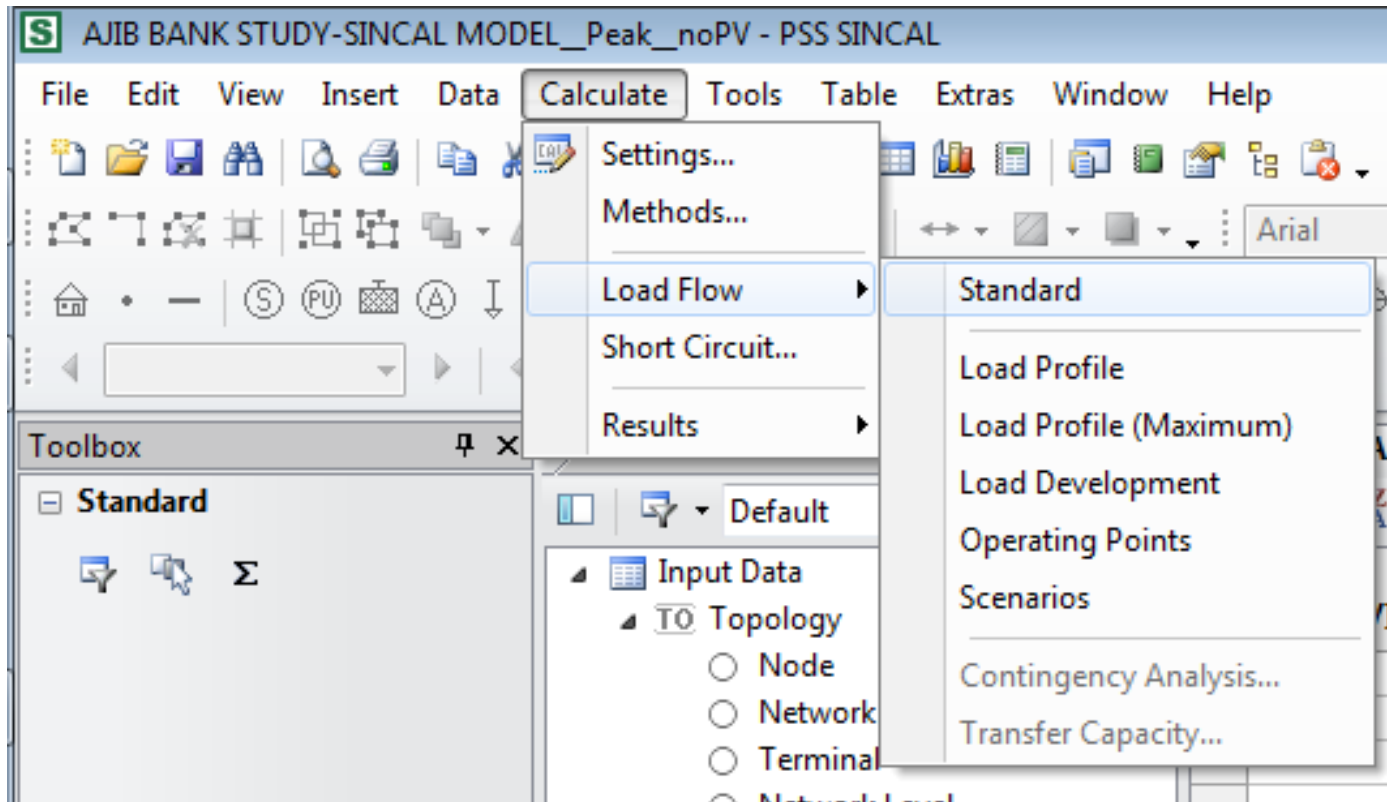 AJIB BANK STUDY-SINCAL MODEL__Peak__noPV - PSS SINCAL
File Edit View Insert Data Calculate Tools Table Extras Window Help
Settings...
Methods...
Arial
Load Flow
Standard
Short Circuit...
Load Profile
Results
Load Profile (Maximum)
Toolbox
Load Development
Standard
Default
Operating Points
Input Data
Scenarios
TO Topology
Node
Contingency Analysis...
Network
Transfer Capacity...
Terminal
Network Level